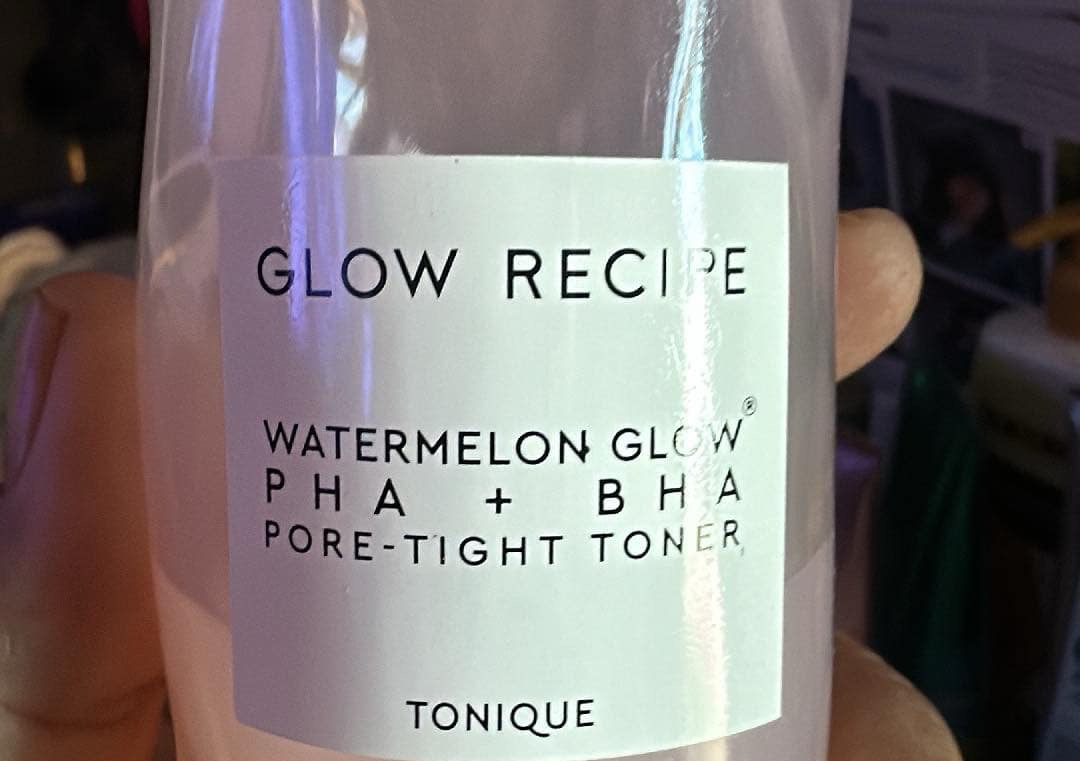 GLOW RECIPE
WATERMELON GLOW®
PHA + BHA
PORE-TIGHT TONER
TONIQUE